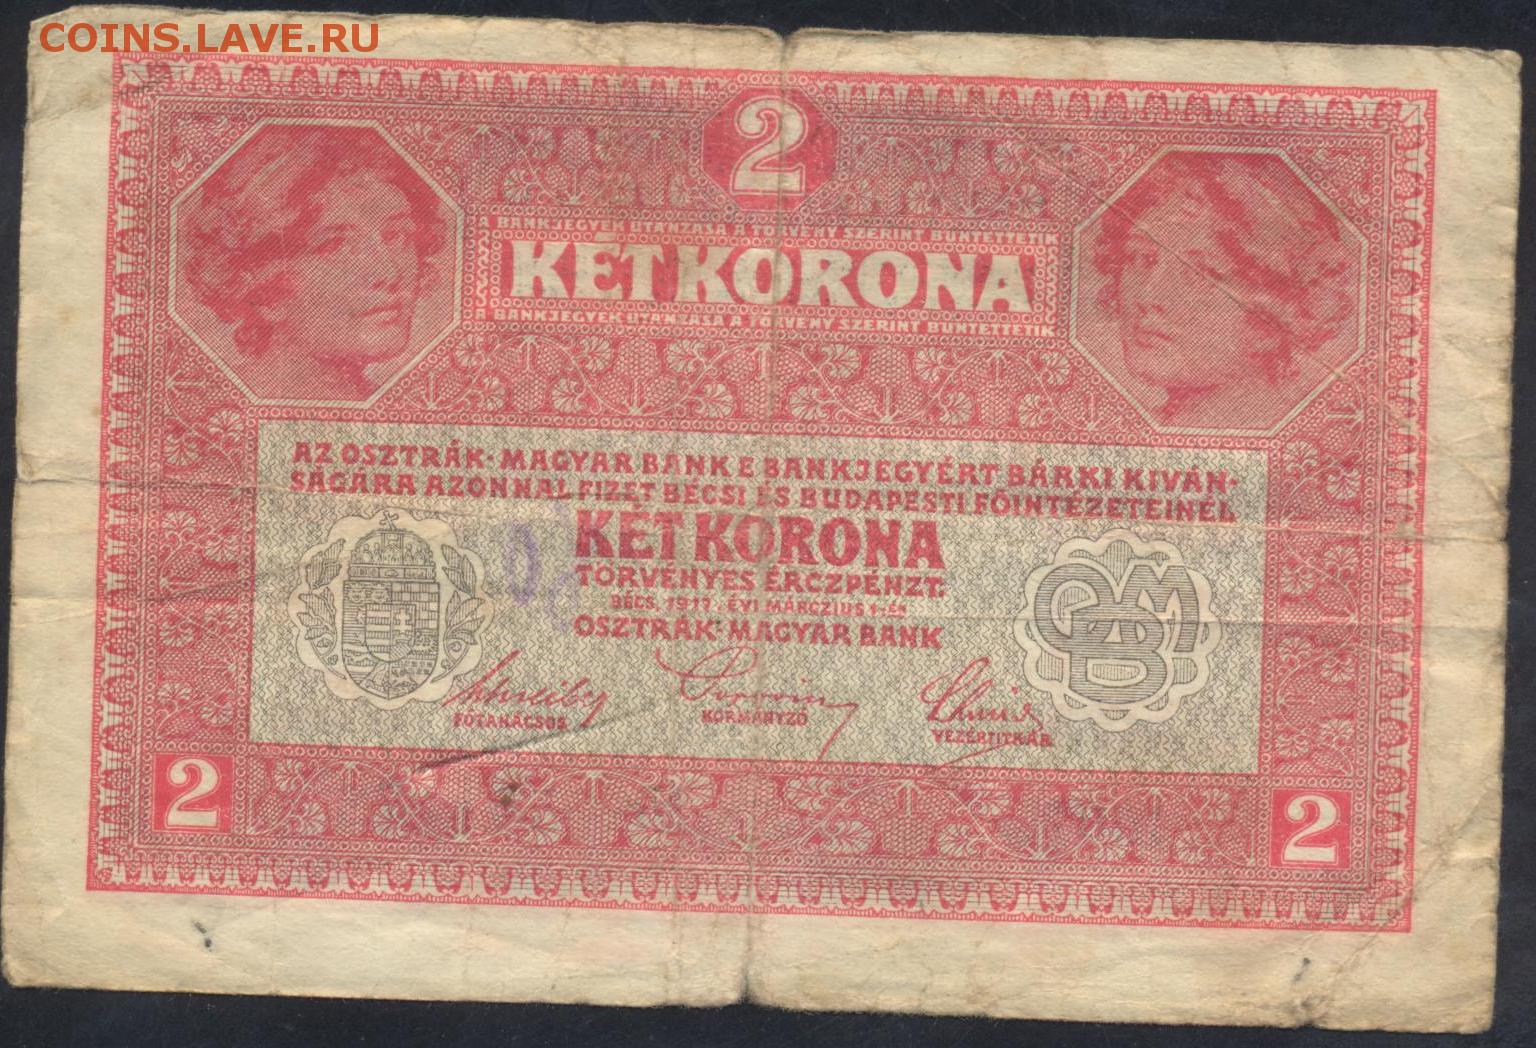 COINS.LAVE.RU
2
A BANKJEGYEK UTÁNZÁSA A TÖRVÉNY SZERINT BÜNTETTETIK
KÉT KORONA
A BANKJEGYEK UTÁNZÁSA A TÖRVÉNY SZERINT BÜNTETTETIK
AZ OSZTRÁK-MAGYAR BANK E BANKJEGYÉRT BÁRKI KIVÁN-
SÁGÁRA AZONNAL FIZET BÉCSI ÉS BUDAPESTI FŐINTÉZETEINÉL
KÉT KORONA
TÖRVÉNYES ÉRCZPÉNZT.
BÉCS, 1917. ÉVI MÁRCZIUS 1-ÉN
OSZTRÁK-MAGYAR BANK
FŐTANÁCSOS
KORMÁNYZÓ
VEZÉRTITKÁR
2
2